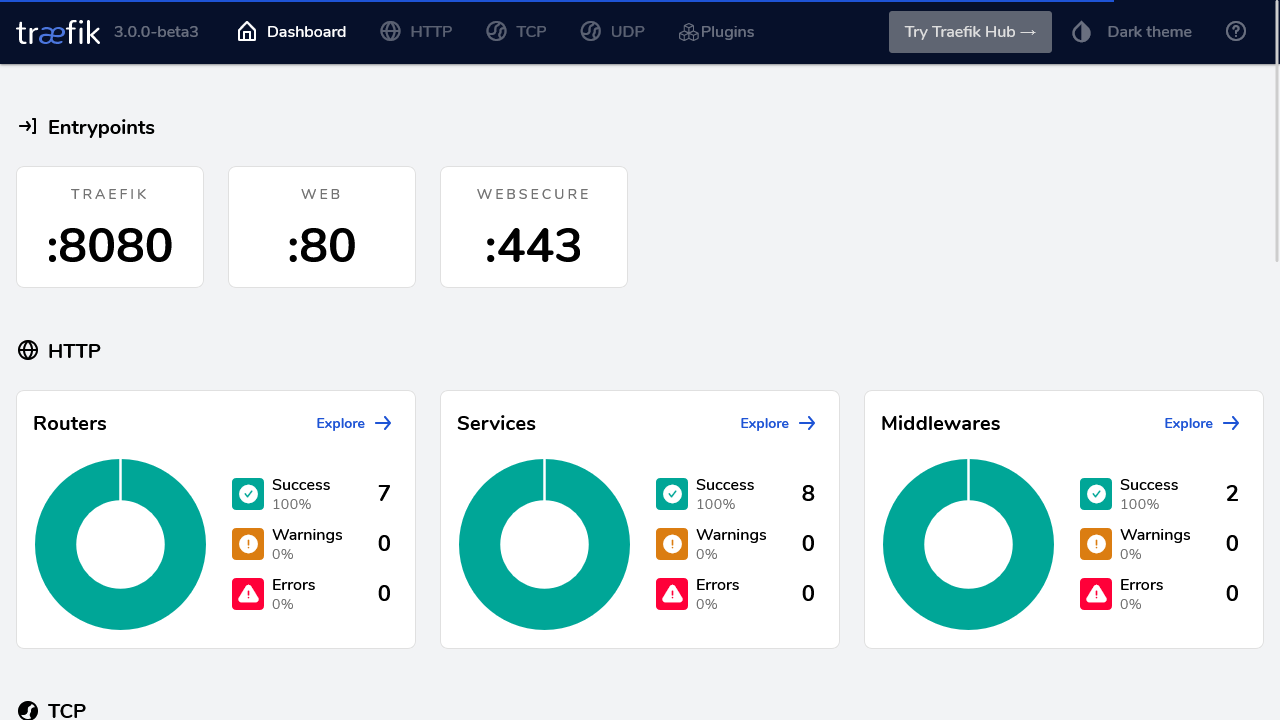 træfik 3.0.0-beta3 Dashboard HTTP TCP UDP Plugins Try Traefik Hub → Dark theme
Entrypoints
TRAEFIK WEB WEBSECURE
:8080 :80 :443
HTTP
Routers Explore
Success 7
100%
Warnings 0
0%
Errors 0
0%
Services Explore
Success 8
100%
Warnings 0
0%
Errors 0
0%
Middlewares Explore
Success 2
100%
Warnings 0
0%
Errors 0
0%
TCP